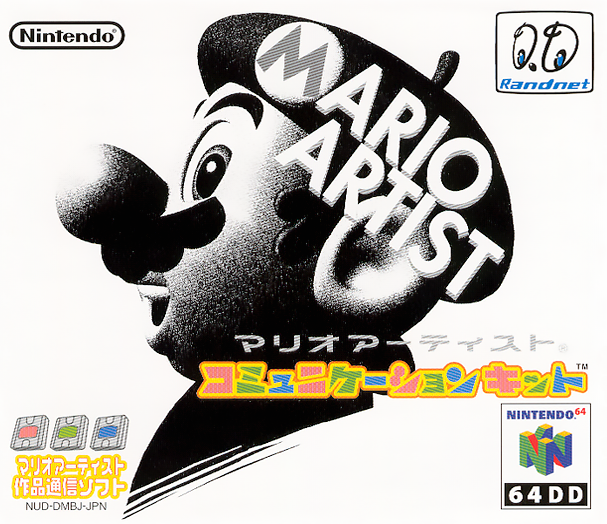 Nintendo
Randnet
MARIO
ARTIST
マリオアーティスト®
コミュニケーションキット™
マリオアーティスト
作品通信ソフト
NUD-DMBJ-JPN
NINTENDO64
64DD